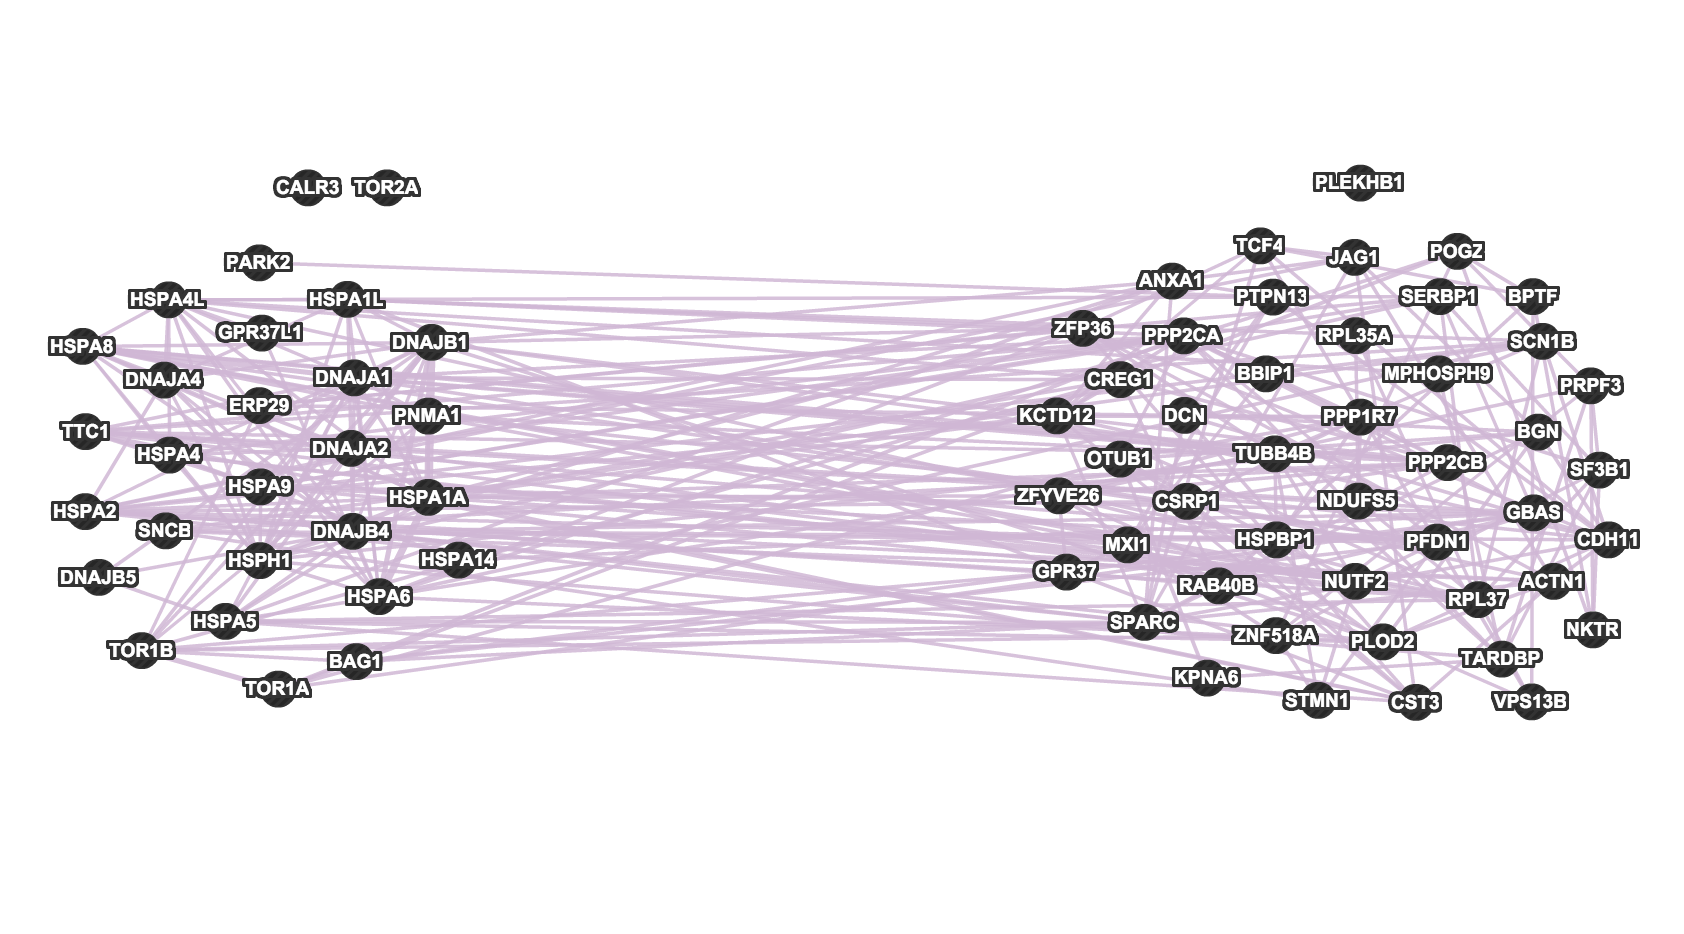 CALR3
TOR2A
PARK2
HSPA4L
HSPA1L
GPR37L1
HSPA8
DNAJB1
DNAJA4
DNAJA1
ERP29
PNMA1
TTC1
HSPA4
DNAJA2
HSPA9
HSPA1A
HSPA2
SNCB
DNAJB4
HSPH1
HSPA14
DNAJB5
HSPA6
HSPA5
TOR1B
BAG1
TOR1A
PLEKHB1
TCF4
JAG1
POGZ
ANXA1
PTPN13
SERBP1
BPTF
ZFP36
PPP2CA
RPL35A
SCN1B
CREG1
BBIP1
MPHOSPH9
PRPF3
KCTD12
DCN
PPP1R7
BGN
OTUB1
TUBB4B
PPP2CB
SF3B1
ZFYVE26
CSRP1
NDUFS5
GBAS
MXI1
HSPBP1
PFDN1
CDH11
GPR37
RAB40B
NUTF2
ACTN1
RPL37
SPARC
ZNF518A
PLOD2
NKTR
TARDBP
KPNA6
STMN1
CST3
VPS13B